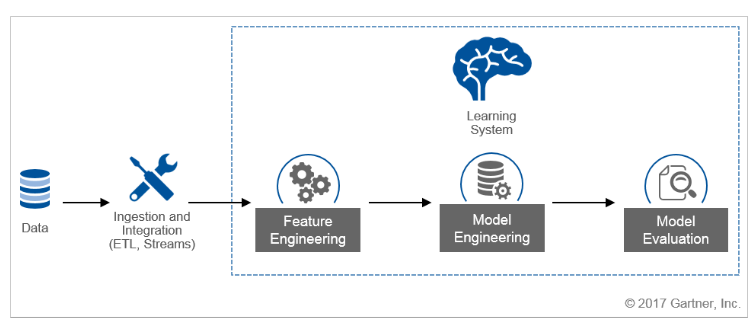 Learning
System
Data
Ingestion and
Integration
(ETL, Streams)
Feature
Engineering
Model
Engineering
Model
Evaluation
© 2017 Gartner, Inc.